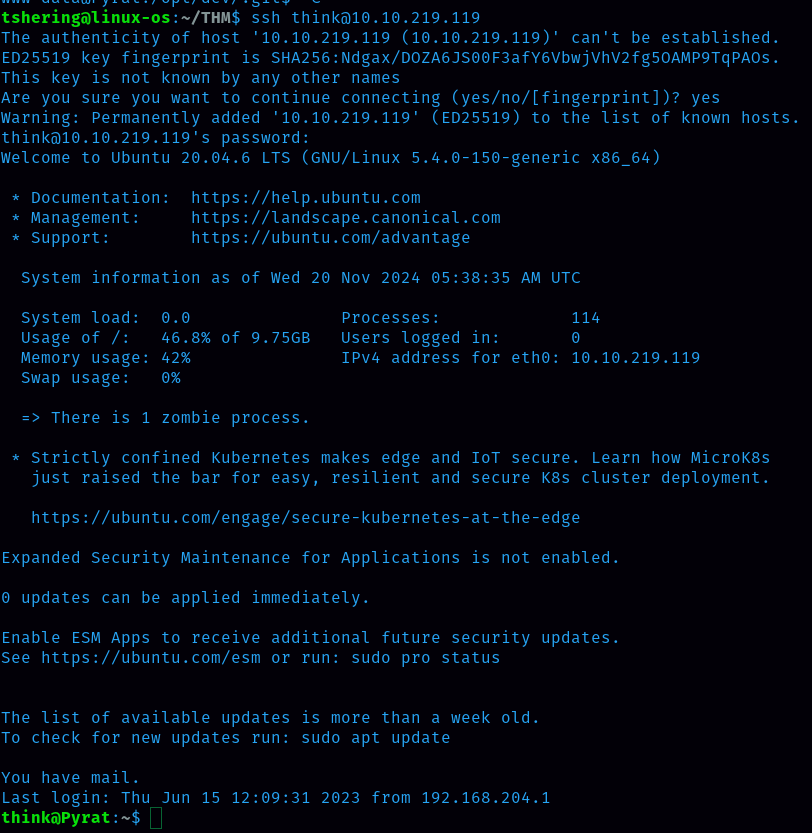 www-data@Pyrat:/opt/dev/.git$ ^C
tshering@linux-os:~/THM$ ssh think@10.10.219.119
The authenticity of host '10.10.219.119 (10.10.219.119)' can't be established.
ED25519 key fingerprint is SHA256:Ndgax/DOZA6JS00F3afY6VbwjVhV2fg5OAMP9TqPAOs.
This key is not known by any other names
Are you sure you want to continue connecting (yes/no/[fingerprint])? yes
Warning: Permanently added '10.10.219.119' (ED25519) to the list of known hosts.
think@10.10.219.119's password:
Welcome to Ubuntu 20.04.6 LTS (GNU/Linux 5.4.0-150-generic x86_64)
* Documentation:  https://help.ubuntu.com
* Management:     https://landscape.canonical.com
* Support:        https://ubuntu.com/advantage
System information as of Wed 20 Nov 2024 05:38:35 AM UTC
System load:  0.0               Processes:             114
Usage of /:   46.8% of 9.75GB   Users logged in:       0
Memory usage: 42%               IPv4 address for eth0: 10.10.219.119
Swap usage:   0%
=> There is 1 zombie process.
* Strictly confined Kubernetes makes edge and IoT secure. Learn how MicroK8s
just raised the bar for easy, resilient and secure K8s cluster deployment.
https://ubuntu.com/engage/secure-kubernetes-at-the-edge
Expanded Security Maintenance for Applications is not enabled.
0 updates can be applied immediately.
Enable ESM Apps to receive additional future security updates.
See https://ubuntu.com/esm or run: sudo pro status
The list of available updates is more than a week old.
To check for new updates run: sudo apt update
You have mail.
Last login: Thu Jun 15 12:09:31 2023 from 192.168.204.1
think@Pyrat:~$